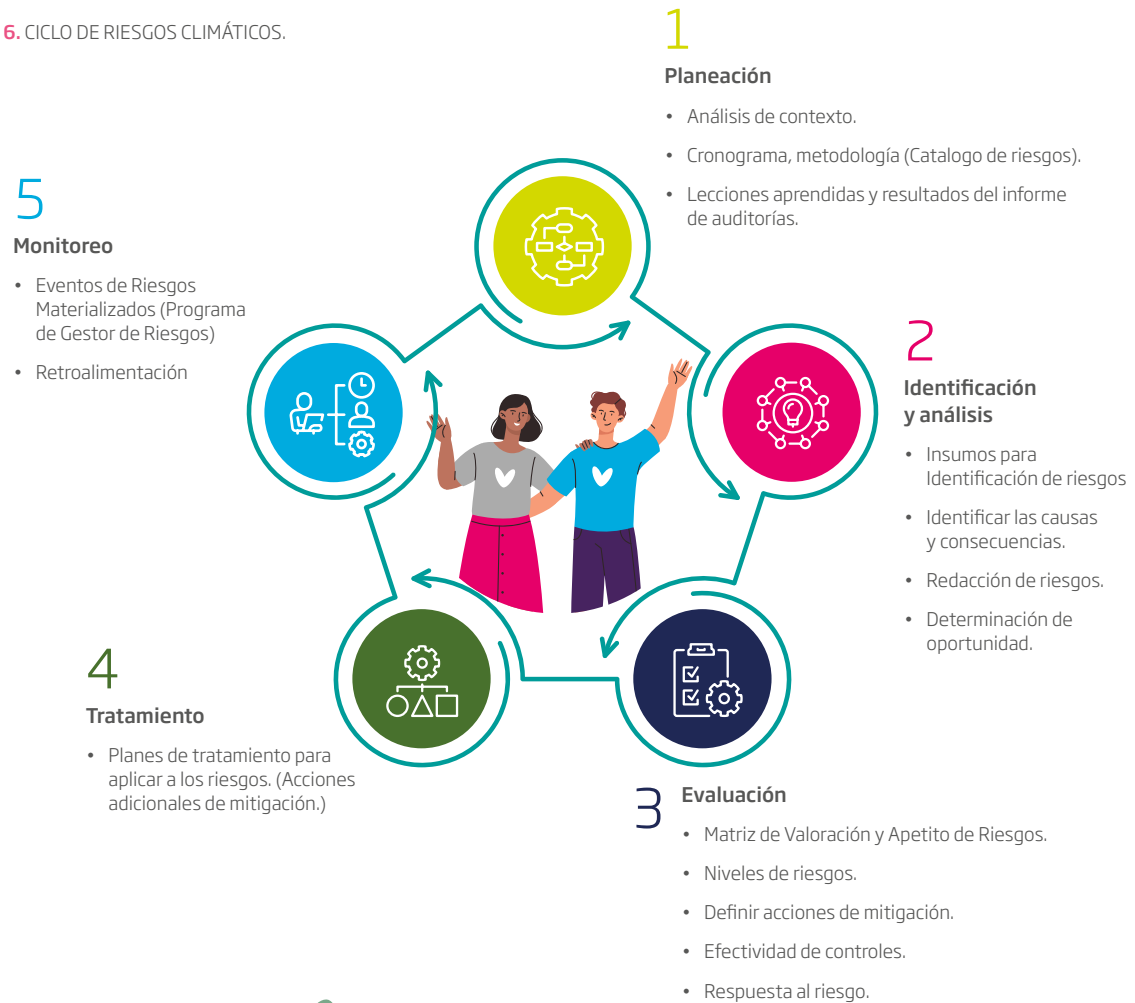 6. CICLO DE RIESGOS CLIMÁTICOS.
1
Planeación
• Análisis de contexto.
• Cronograma, metodología (Catalogo de riesgos).
• Lecciones aprendidas y resultados del informe
de auditorías.
2
Identificación
y análisis
• Insumos para
Identificación de riesgos
• Identificar las causas
y consecuencias.
• Redacción de riesgos.
• Determinación de
oportunidad.
3
Evaluación
• Matriz de Valoración y Apetito de Riesgos.
• Niveles de riesgos.
• Definir acciones de mitigación.
• Efectividad de controles.
• Respuesta al riesgo.
4
Tratamiento
• Planes de tratamiento para
aplicar a los riesgos. (Acciones
adicionales de mitigación.)
5
Monitoreo
• Eventos de Riesgos
Materializados (Programa
de Gestor de Riesgos)
• Retroalimentación